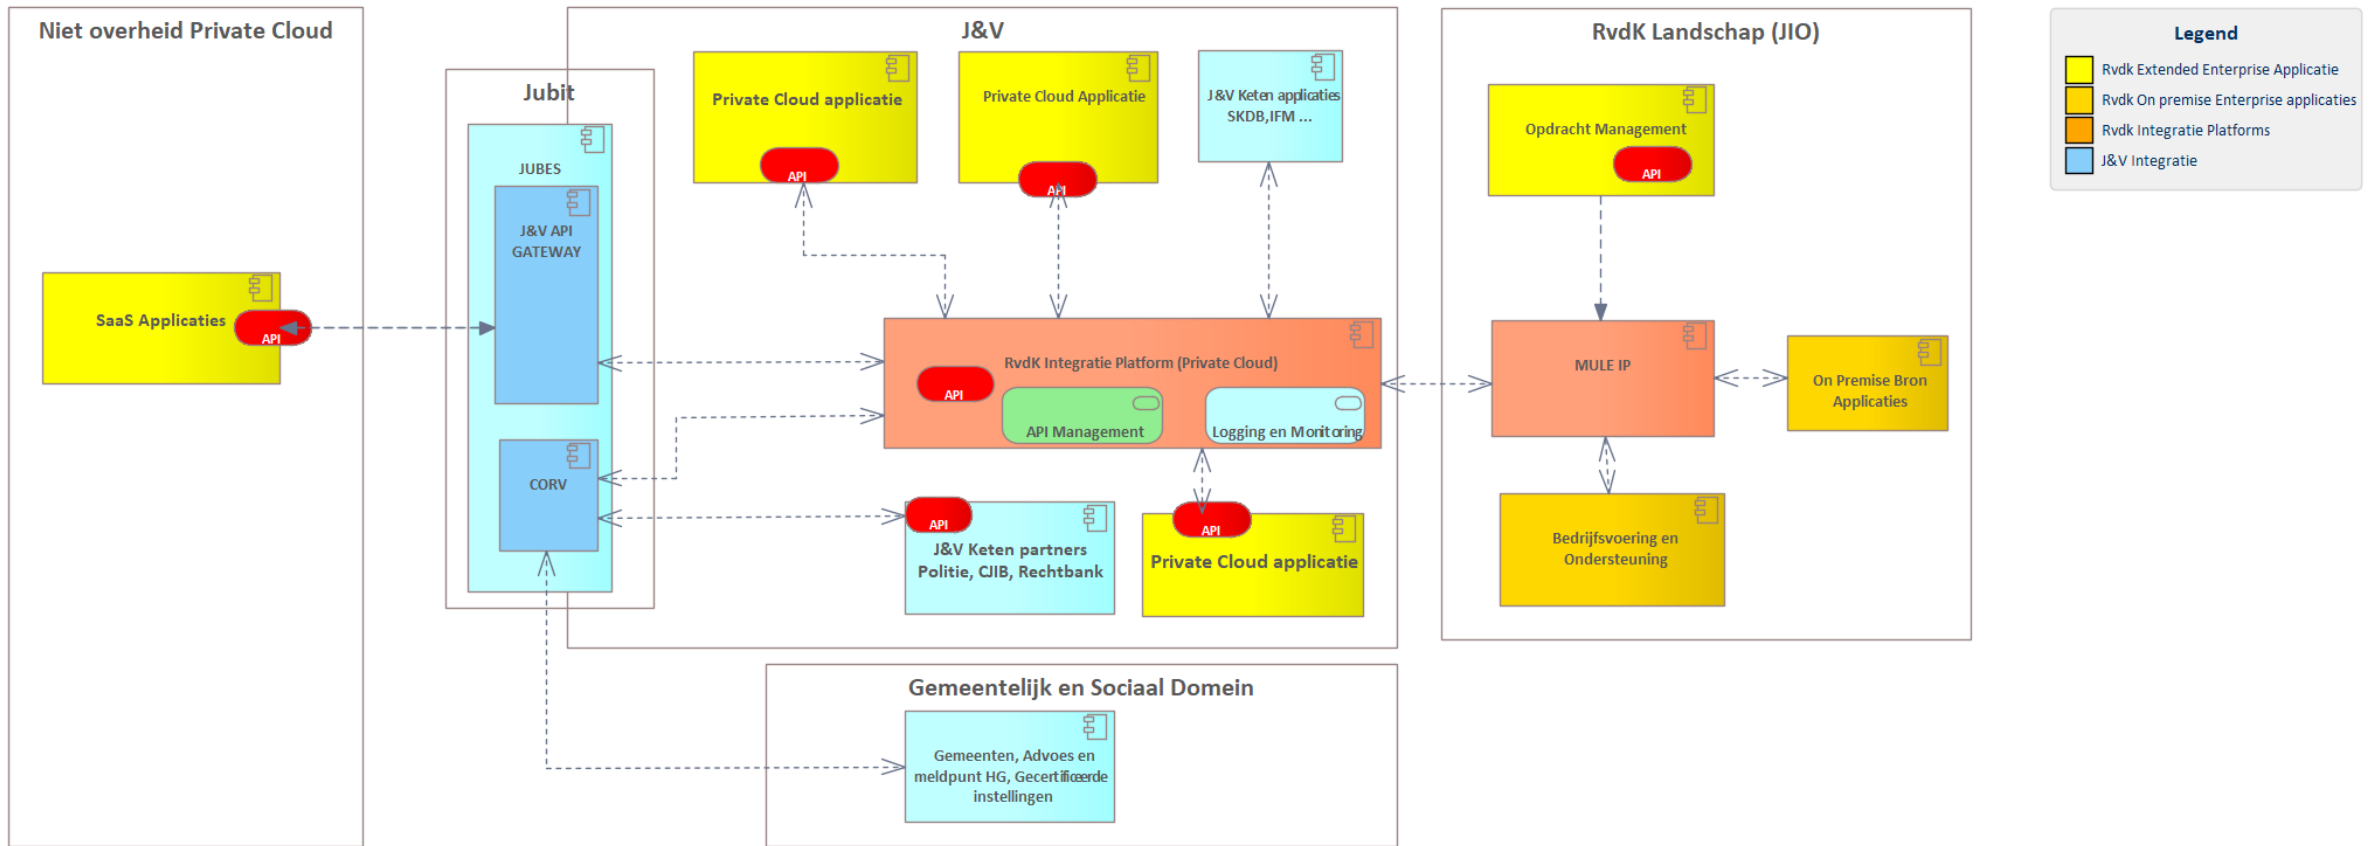 Niet overheid Private Cloud
SaaS Applicaties
API
Jubit
JUBES
J&V API
GATEWAY
CORV
J&V
Private Cloud applicatie
API
Private Cloud Applicatie
API
J&V Keten applicaties
SKDB,IFM ...
RvdK Integratie Platform (Private Cloud)
API
API Management
Logging en Monitoring
API
J&V Keten partners
Politie, CJIB, Rechtbank
API
Private Cloud applicatie
Gemeentelijk en Sociaal Domein
Gemeenten, Advoes en
meldpunt HG, Gecertificeerde
instellingen
RvdK Landschap (JIO)
Opdracht Management
API
MULE IP
On Premise Bron
Applicaties
Bedrijfsvoering en
Ondersteuning
Legend
Rvdk Extended Enterprise Applicatie
Rvdk On premise Enterprise applicaties
Rvdk Integratie Platforms
J&V Integratie